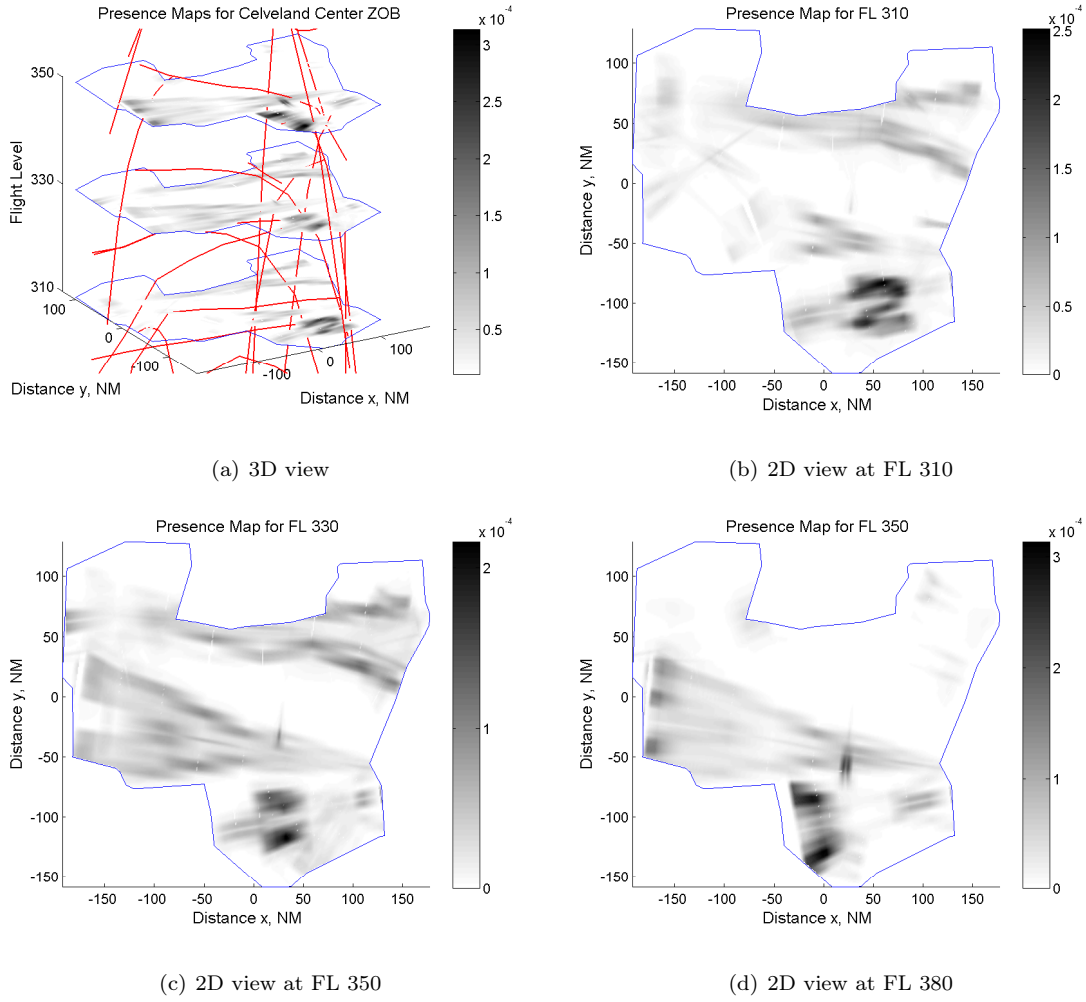 Presence Maps for Celveland Center ZOB
x 10⁻⁴
350
330
310
Flight Level
100
0
-100
Distance y, NM
-100
0
100
Distance x, NM
3
2.5
2
1.5
1
0.5
(a) 3D view
Presence Map for FL 310
x 10⁻⁴
100
50
0
-50
-100
-150
Distance y, NM
-150 -100 -50 0 50 100 150
Distance x, NM
2.5
2
1.5
1
0.5
0
(b) 2D view at FL 310
Presence Map for FL 330
x 10⁻⁴
100
50
0
-50
-100
-150
Distance y, NM
-150 -100 -50 0 50 100 150
Distance x, NM
2
1
0
(c) 2D view at FL 350
Presence Map for FL 350
x 10⁻⁴
100
50
0
-50
-100
-150
Distance y, NM
-150 -100 -50 0 50 100 150
Distance x, NM
3
2
1
0
(d) 2D view at FL 380